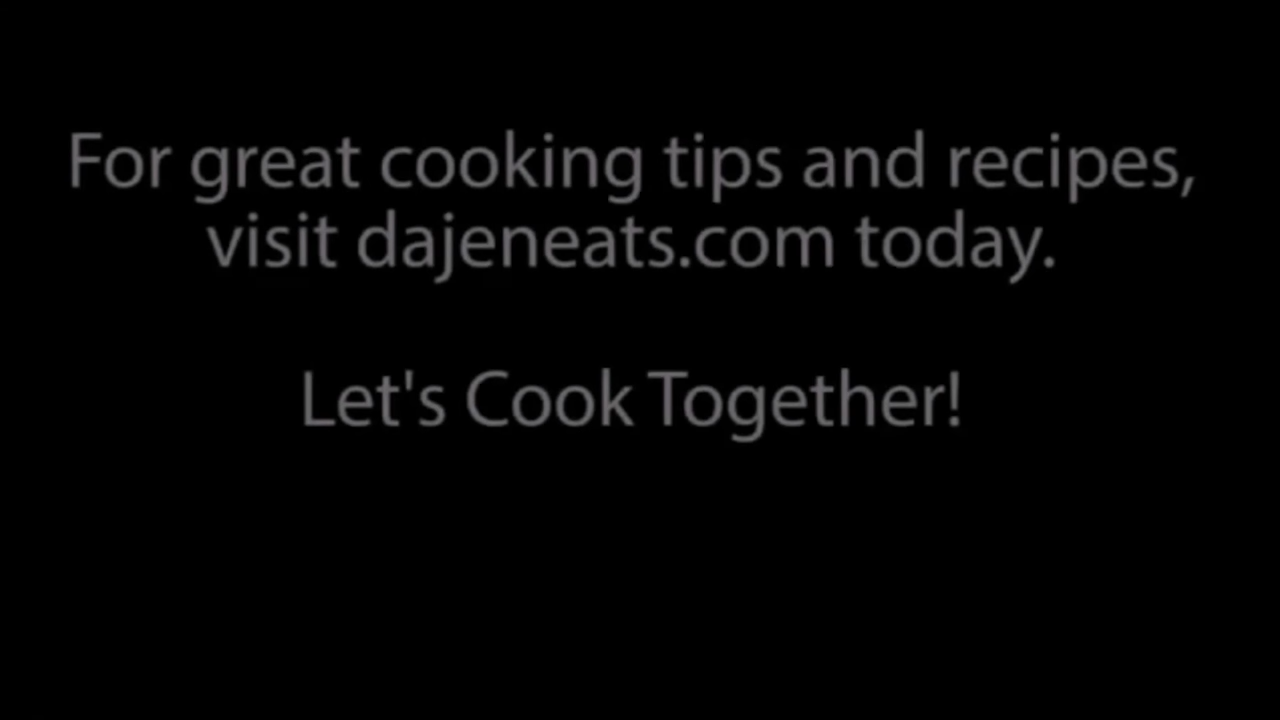 For great cooking tips and recipes,
visit dajeneats.com today.
Let's Cook Together!